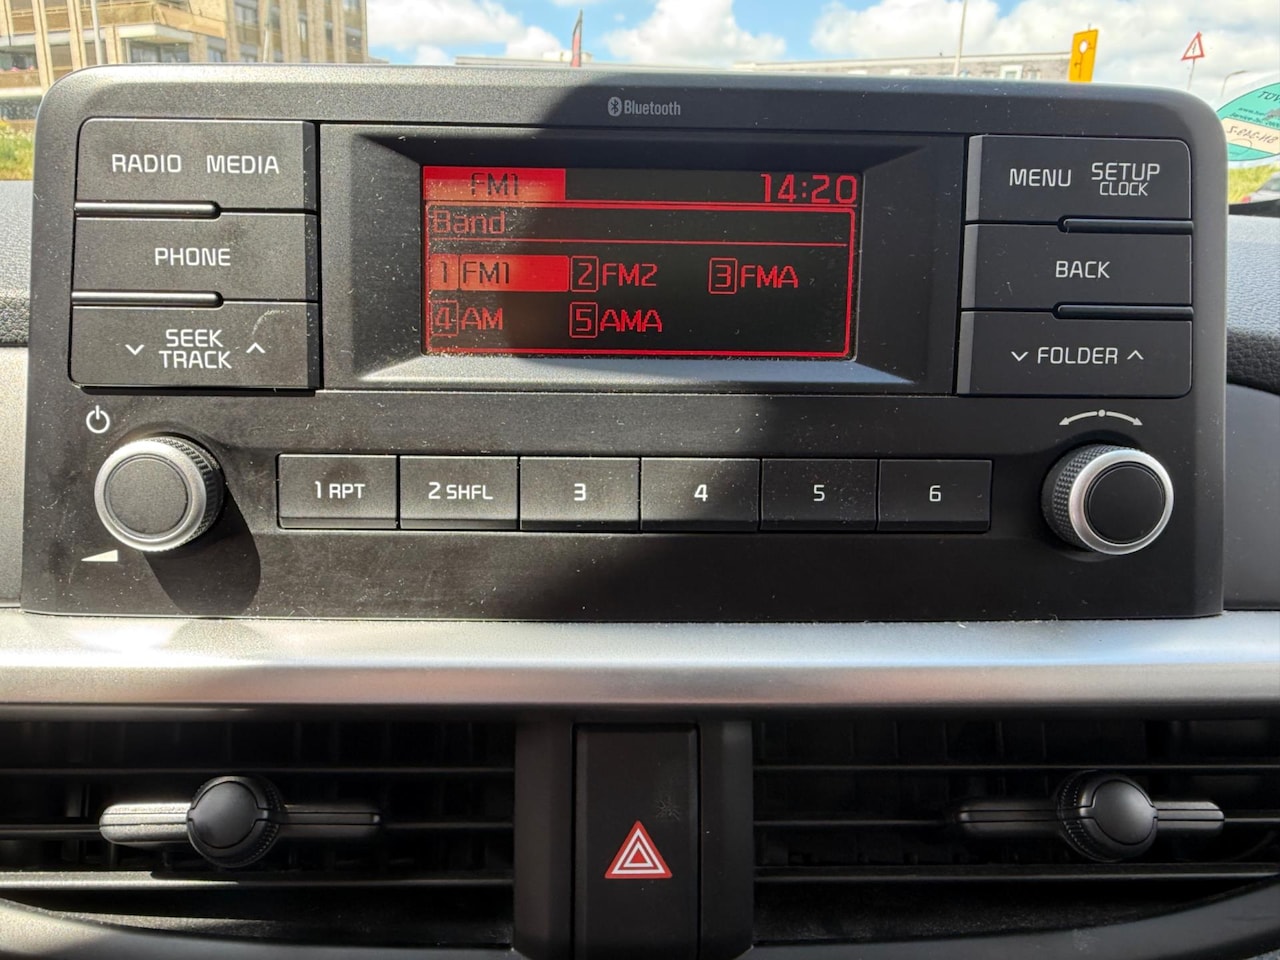 Bluetooth
RADIO MEDIA
PHONE
SEEK
TRACK
FM1 14:20
Band
1 FM1 2 FM2 3 FMA
4 AM 5 AMA
MENU SETUP
CLOCK
BACK
FOLDER
1 RPT 2 SHFL 3 4 5 6